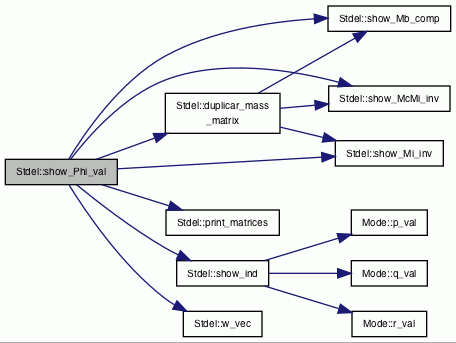 Stdel::show_Mb_comp
Stdel::show_McMi_inv
Stdel::duplicar_mass
_matrix
Stdel::show_Mi_inv
Stdel::show_Phi_val
Stdel::print_matrices
Mode::p_val
Stdel::show_ind
Mode::q_val
Stdel::w_vec
Mode::r_val